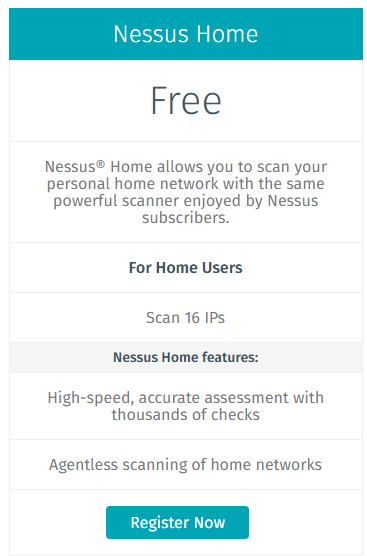 Nessus Home
Free
Nessus® Home allows you to scan your
personal home network with the same
powerful scanner enjoyed by Nessus
subscribers.
For Home Users
Scan 16 IPs
Nessus Home features:
High-speed, accurate assessment with
thousands of checks
Agentless scanning of home networks
Register Now